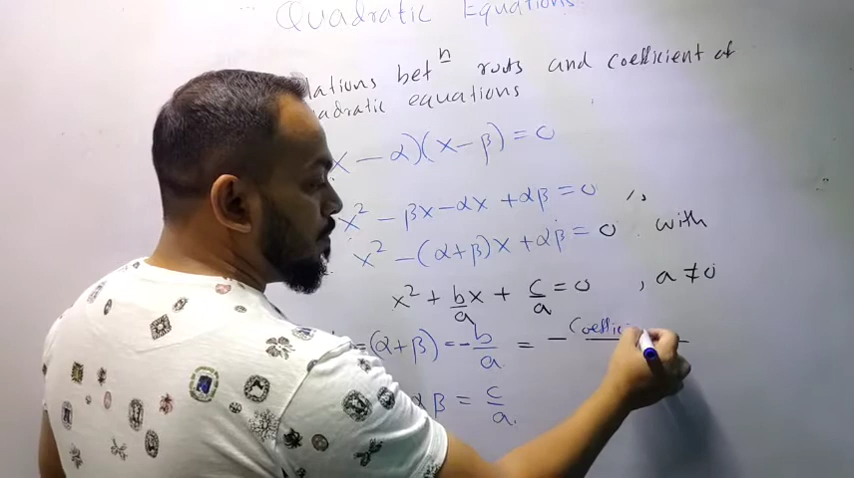 Quadratic Equations
lations bet n roots and coefficient of
adratic equations
x - α)(x - β) = 0
x² - βx - αx + αβ = 0
x² - (α+β)x + αβ = 0 with
x² + b/a x + c/a = 0 , a ≠ 0
= (α+β) = - b/a = - Coeffic
αβ = c/a.